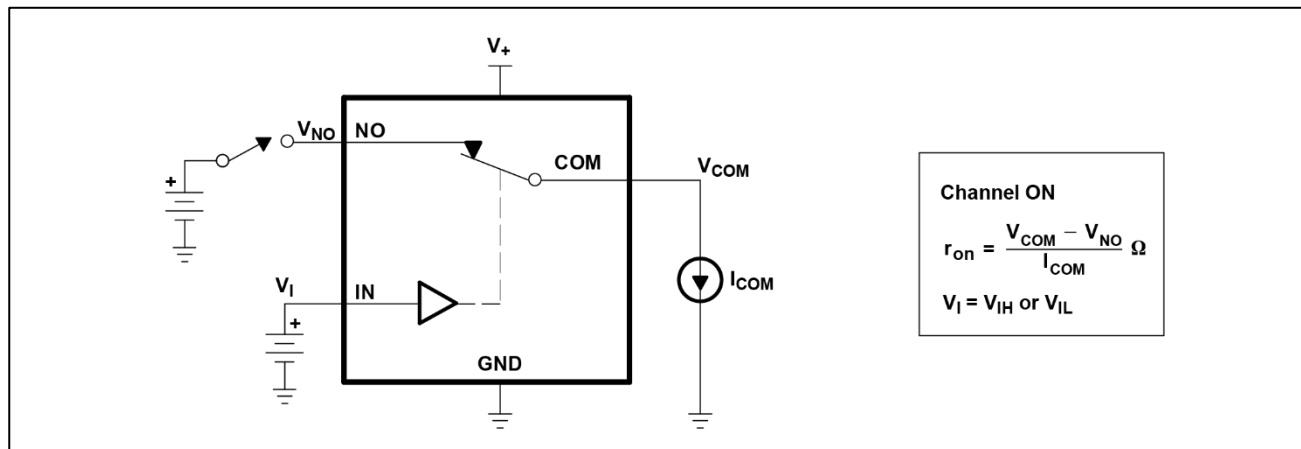 V+
VNO
NO
COM
VCOM
+
VI
IN
+
ICOM
GND
Channel ON
ron = VCOM − VNO / ICOM Ω
VI = VIH or VIL